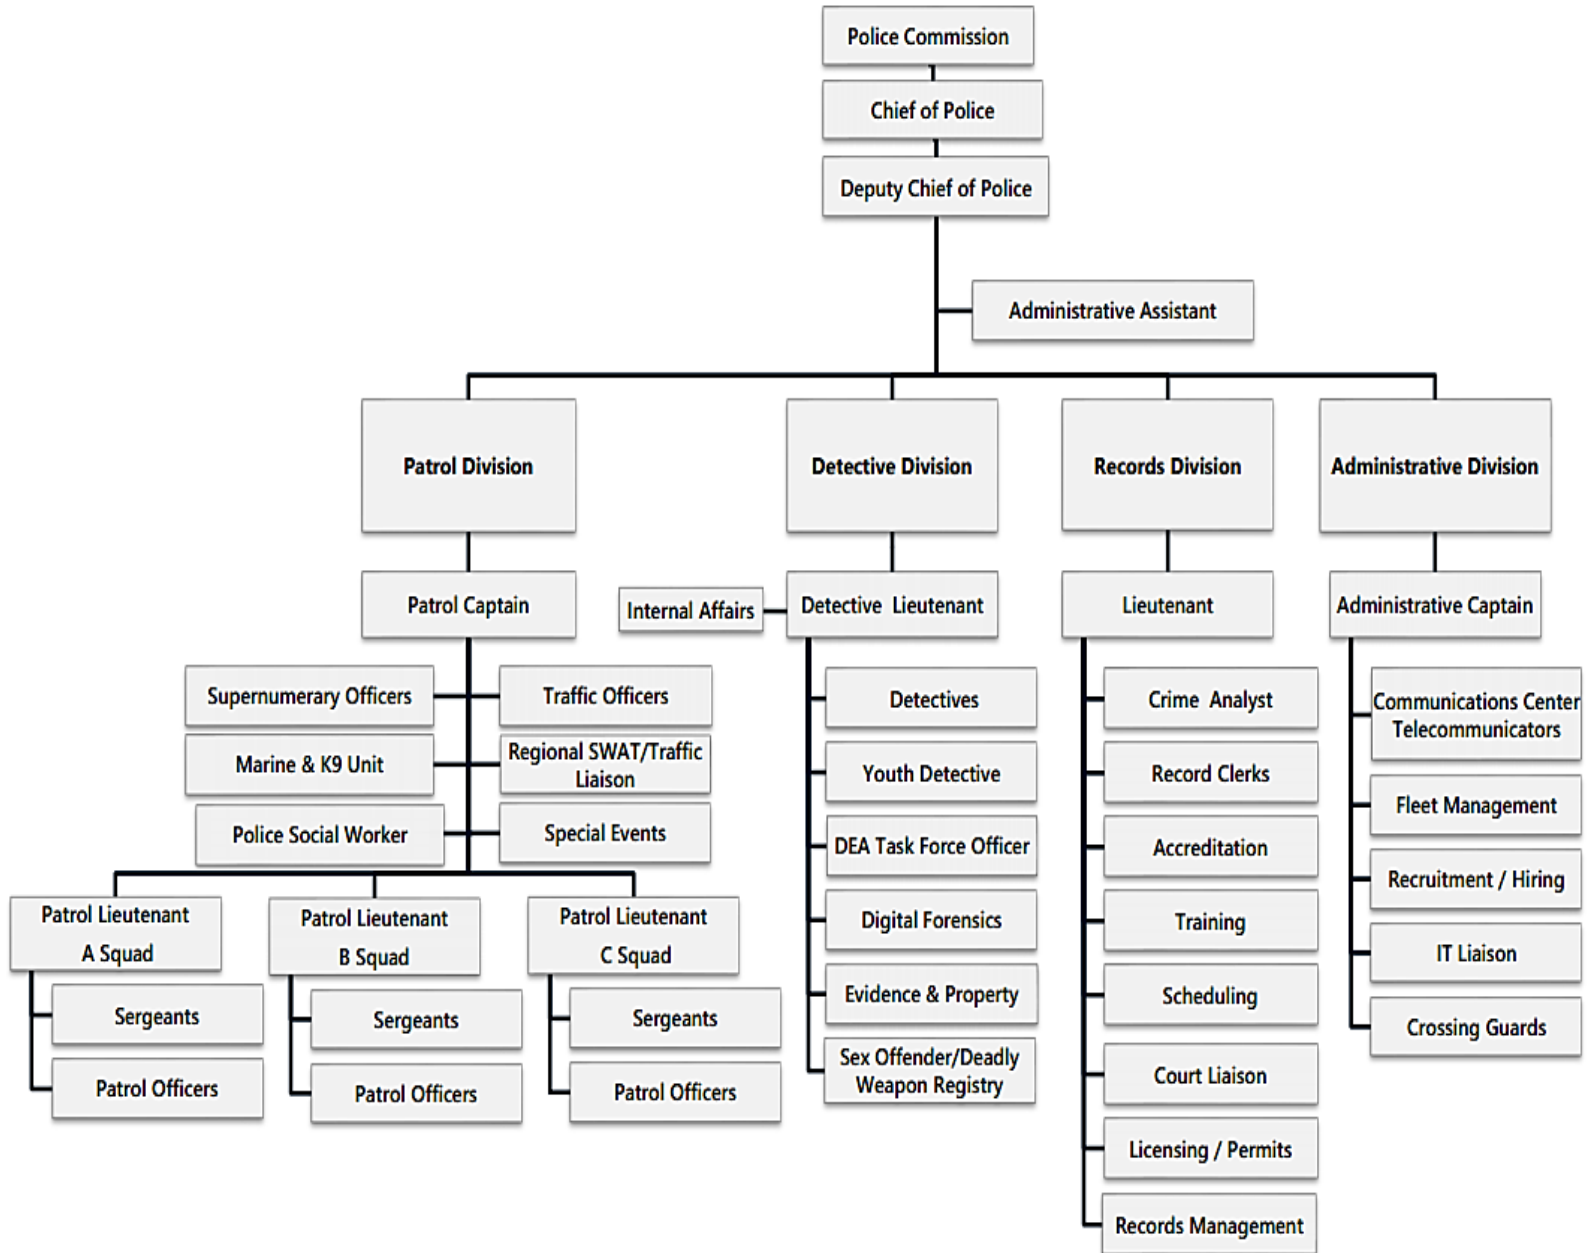 Police Commission
Chief of Police
Deputy Chief of Police
Administrative Assistant
Patrol Division
Detective Division
Records Division
Administrative Division
Patrol Captain
Internal Affairs
Detective Lieutenant
Lieutenant
Administrative Captain
Supernumerary Officers
Traffic Officers
Marine & K9 Unit
Regional SWAT/Traffic
Liaison
Police Social Worker
Special Events
Patrol Lieutenant
A Squad
Sergeants
Patrol Officers
Patrol Lieutenant
B Squad
Sergeants
Patrol Officers
Patrol Lieutenant
C Squad
Sergeants
Patrol Officers
Detectives
Youth Detective
DEA Task Force Officer
Digital Forensics
Evidence & Property
Sex Offender/Deadly
Weapon Registry
Crime Analyst
Record Clerks
Accreditation
Training
Scheduling
Court Liaison
Licensing / Permits
Records Management
Communications Center
Telecommunicators
Fleet Management
Recruitment / Hiring
IT Liaison
Crossing Guards